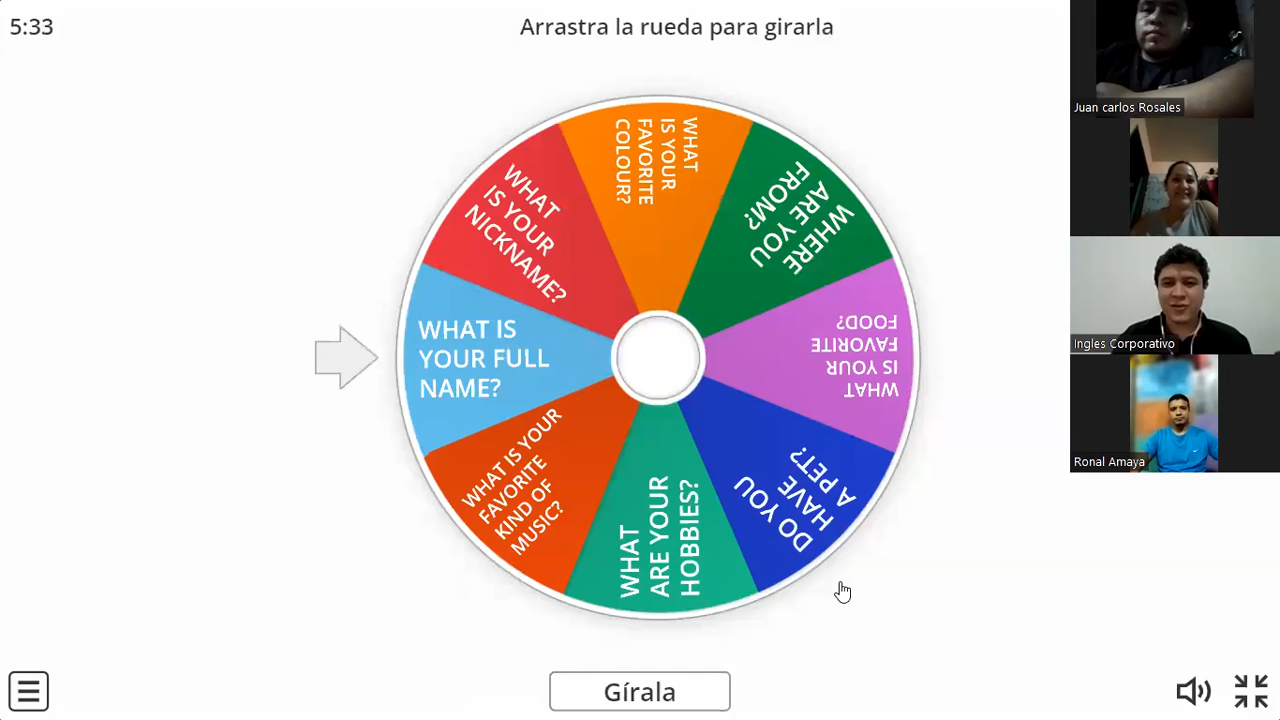 5:33
Arrastra la rueda para girarla
WHAT
IS YOUR
FAVORITE
COLOUR?
WHERE
ARE YOU
FROM?
WHAT
IS YOUR
FAVORITE
FOOD?
DO YOU
HAVE
A PET?
WHAT
ARE YOUR
HOBBIES?
WHAT IS YOUR
FAVORITE
KIND OF
MUSIC?
WHAT IS
YOUR FULL
NAME?
WHAT
IS YOUR
NICKNAME?
Gírala
Juan carlos Rosales
Ingles Corporativo
Ronal Amaya